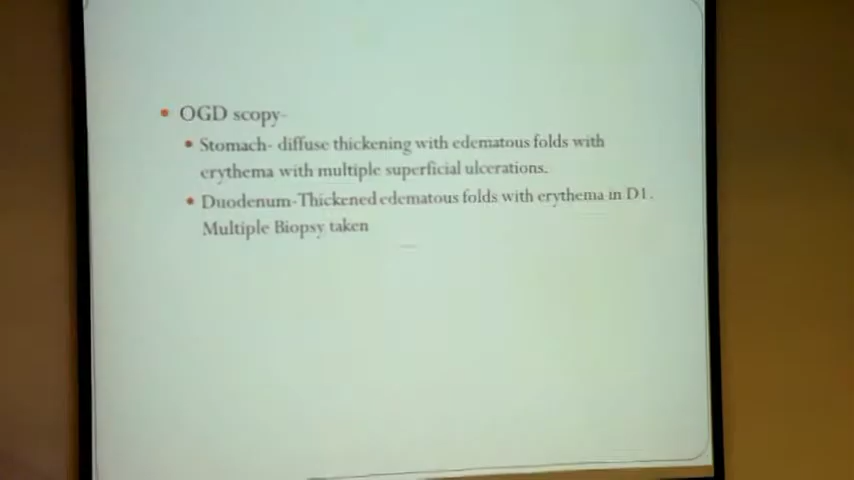 • OGD scopy-
• Stomach- diffuse thickening with edematous folds with
erythema with multiple superficial ulcerations.
• Duodenum-Thickened edematous folds with erythema in D1.
Multiple Biopsy taken